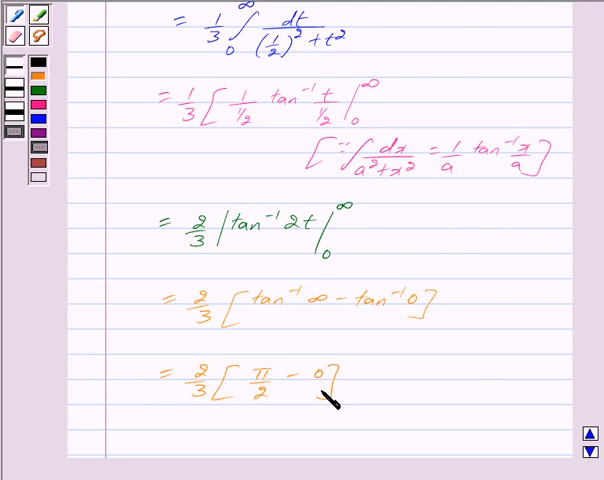 = 1/3 ∫₀^∞ dt/((1/2)² + t²)
= 1/3 [ 1/(1/2) tan⁻¹ t/(1/2) |₀^∞
[ ∵ ∫ dx/(a²+x²) = 1/a tan⁻¹ x/a ]
= 2/3 | tan⁻¹ 2t |₀^∞
= 2/3 [ tan⁻¹ ∞ − tan⁻¹ 0 ]
= 2/3 [ π/2 − 0 ]